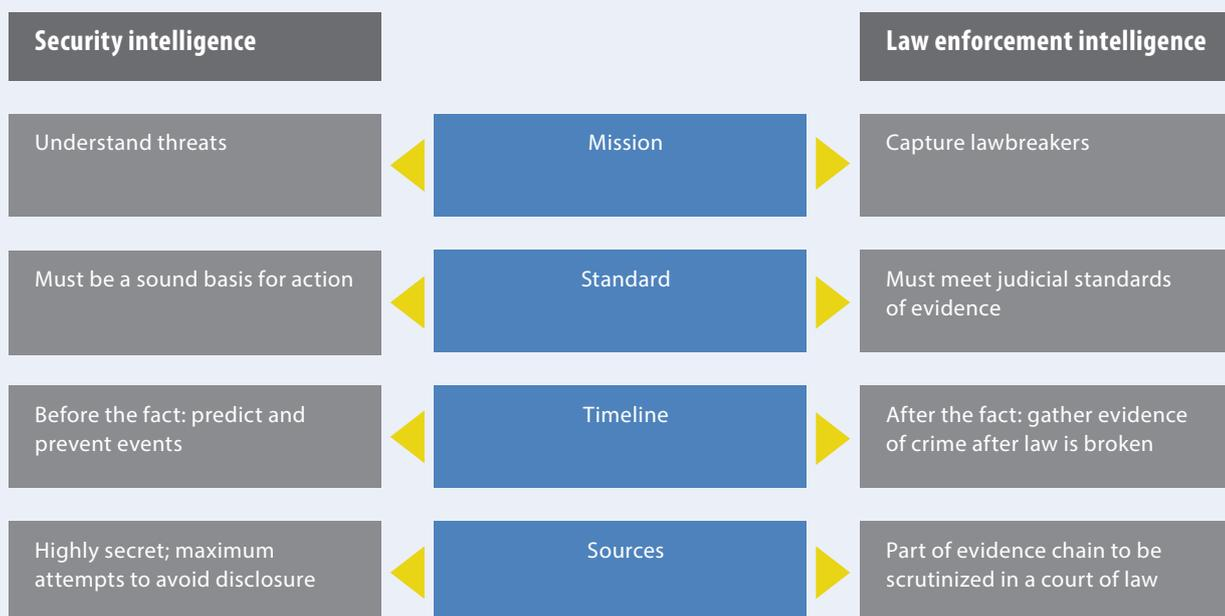 Security intelligence
Law enforcement intelligence
Understand threats
Mission
Capture lawbreakers
Must be a sound basis for action
Standard
Must meet judicial standards
of evidence
Before the fact: predict and
prevent events
Timeline
After the fact: gather evidence
of crime after law is broken
Highly secret; maximum
attempts to avoid disclosure
Sources
Part of evidence chain to be
scrutinized in a court of law